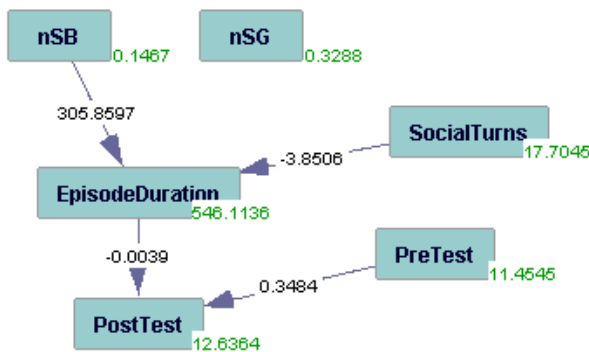 nSB
nSG
0.1467
0.3288
305.8597
SocialTurns
17.7045
-3.8506
EpisodeDuration
546.1136
-0.0039
PreTest
11.4545
0.3484
PostTest
12.6364